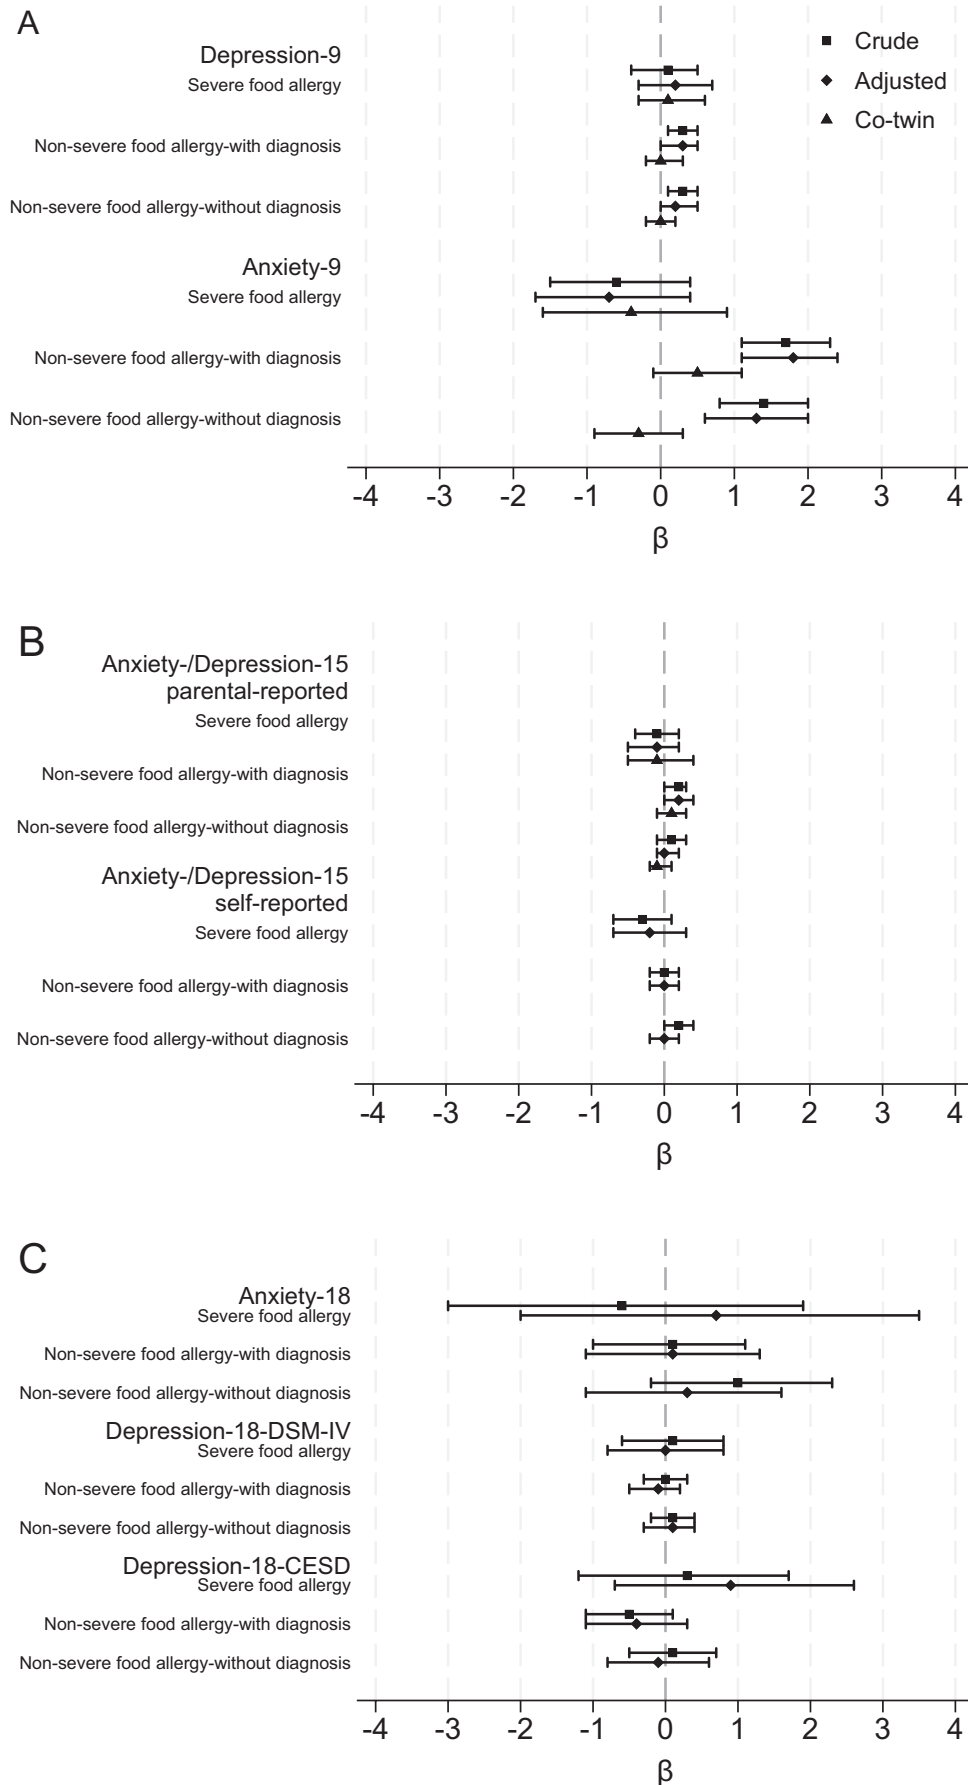 A
Depression-9
Severe food allergy
Non-severe food allergy-with diagnosis
Non-severe food allergy-without diagnosis
Anxiety-9
Severe food allergy
Non-severe food allergy-with diagnosis
Non-severe food allergy-without diagnosis
Crude
Adjusted
Co-twin
-4 -3 -2 -1 0 1 2 3 4
β
B
Anxiety-/Depression-15
parental-reported
Severe food allergy
Non-severe food allergy-with diagnosis
Non-severe food allergy-without diagnosis
Anxiety-/Depression-15
self-reported
Severe food allergy
Non-severe food allergy-with diagnosis
Non-severe food allergy-without diagnosis
-4 -3 -2 -1 0 1 2 3 4
β
C
Anxiety-18
Severe food allergy
Non-severe food allergy-with diagnosis
Non-severe food allergy-without diagnosis
Depression-18-DSM-IV
Severe food allergy
Non-severe food allergy-with diagnosis
Non-severe food allergy-without diagnosis
Depression-18-CESD
Severe food allergy
Non-severe food allergy-with diagnosis
Non-severe food allergy-without diagnosis
-4 -3 -2 -1 0 1 2 3 4
β